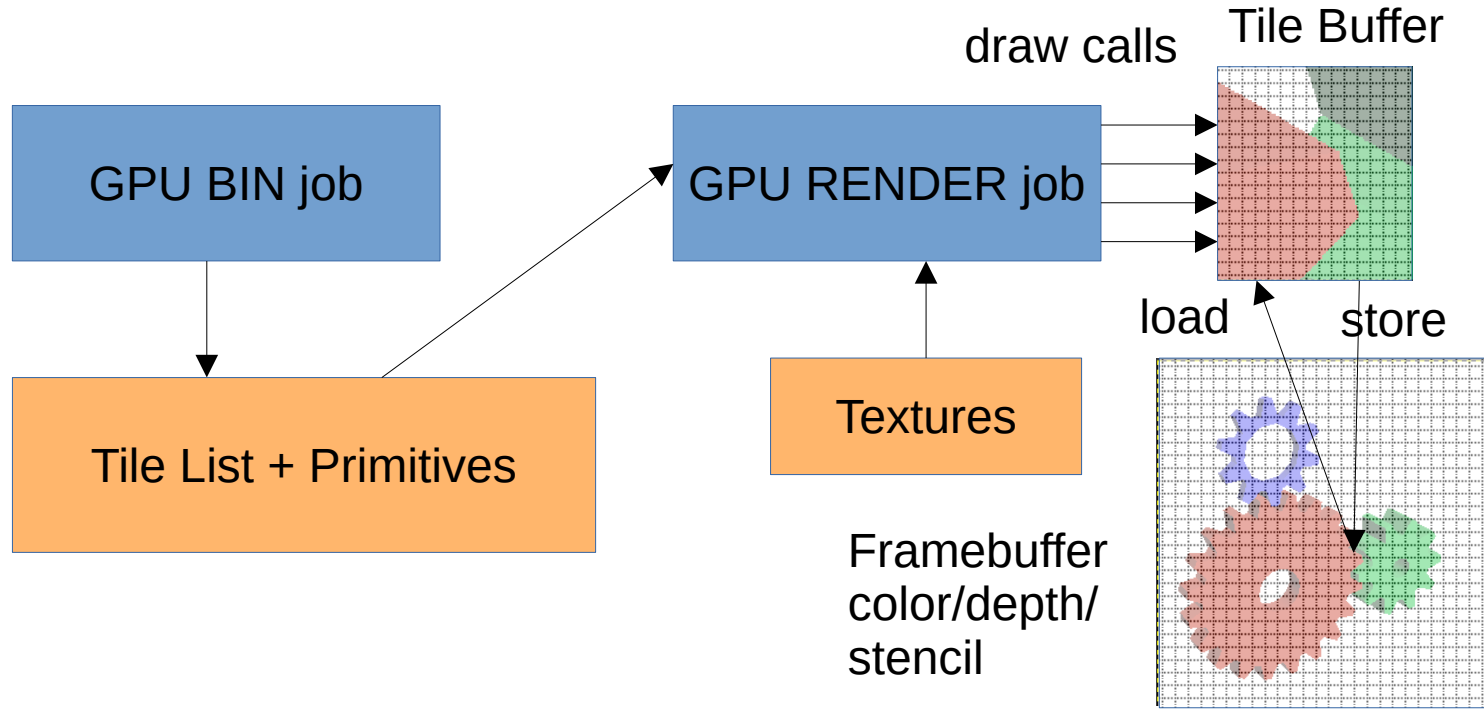 Tile Buffer
draw calls
GPU BIN job
GPU RENDER job
load
store
Textures
Tile List + Primitives
Framebuffer
color/depth/
stencil